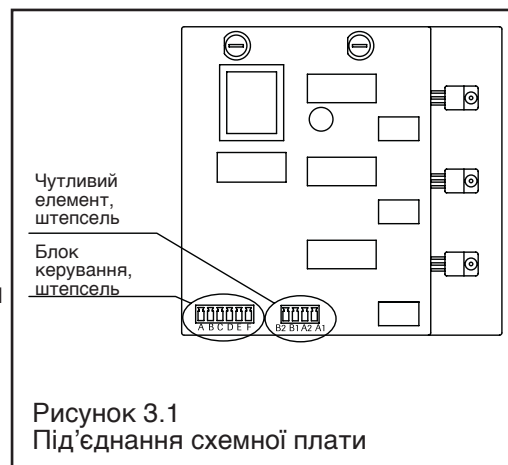 Чутливий
елемент,
штепсель
Блок
керування,
штепсель
A B C D E F
B2 B1 A2 A1
Рисунок 3.1
Під’єднання схемної плати